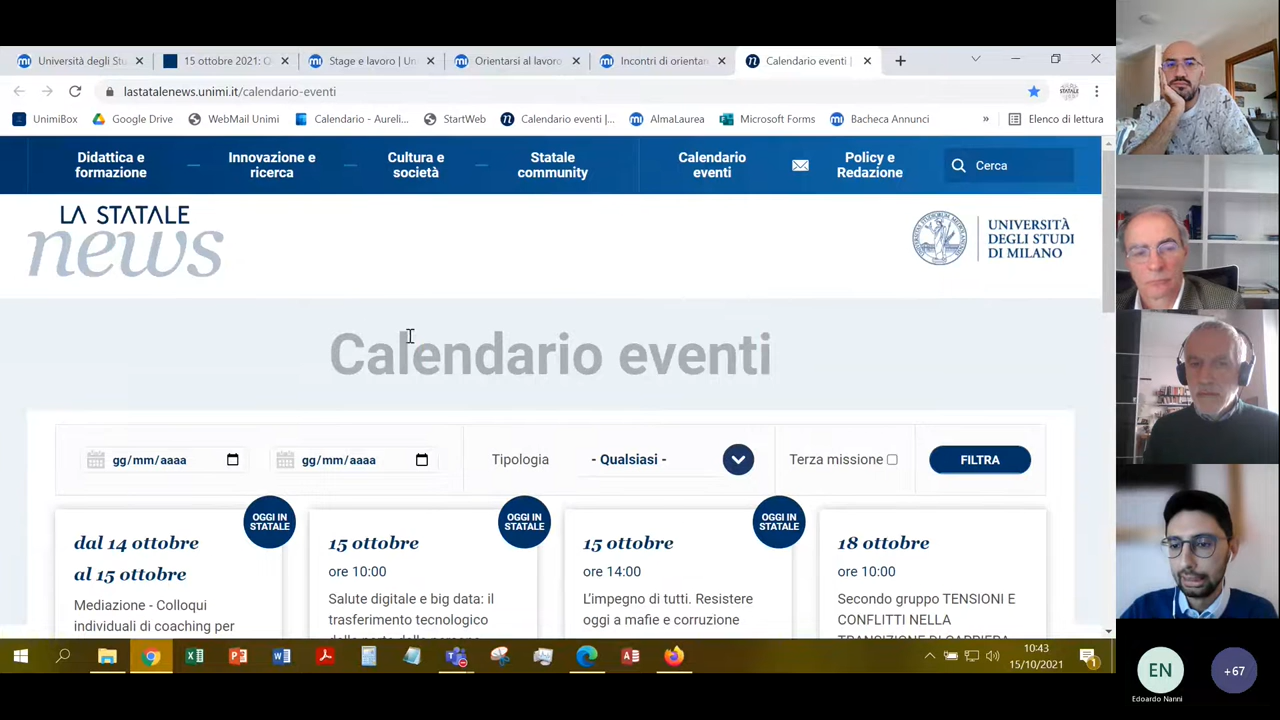 Università degli Stu
15 ottobre 2021: O
Stage e lavoro | Un
Orientarsi al lavoro
Incontri di orientan
Calendario eventi |
lastatalenews.unimi.it/calendario-eventi
UnimiBox
Google Drive
WebMail Unimi
Calendario - Aureli...
StartWeb
Calendario eventi |...
AlmaLaurea
Microsoft Forms
Bacheca Annunci
»
Elenco di lettura
Didattica e
formazione
Innovazione e
ricerca
Cultura e
società
Statale
community
Calendario
eventi
Policy e
Redazione
Cerca
LA STATALE
news
UNIVERSITÀ
DEGLI STUDI
DI MILANO
Calendario eventi
gg/mm/aaaa
gg/mm/aaaa
Tipologia
- Qualsiasi -
Terza missione
FILTRA
OGGI IN
STATALE
dal 14 ottobre
al 15 ottobre
Mediazione - Colloqui
individuali di coaching per
OGGI IN
STATALE
15 ottobre
ore 10:00
Salute digitale e big data: il
trasferimento tecnologico
OGGI IN
STATALE
15 ottobre
ore 14:00
L'impegno di tutti. Resistere
oggi a mafie e corruzione
18 ottobre
ore 10:00
Secondo gruppo TENSIONI E
CONFLITTI NELLA
TRANSIZIONE DI CARRIERA
10:43
15/10/2021
1
EN
Edoardo Nanni
+67